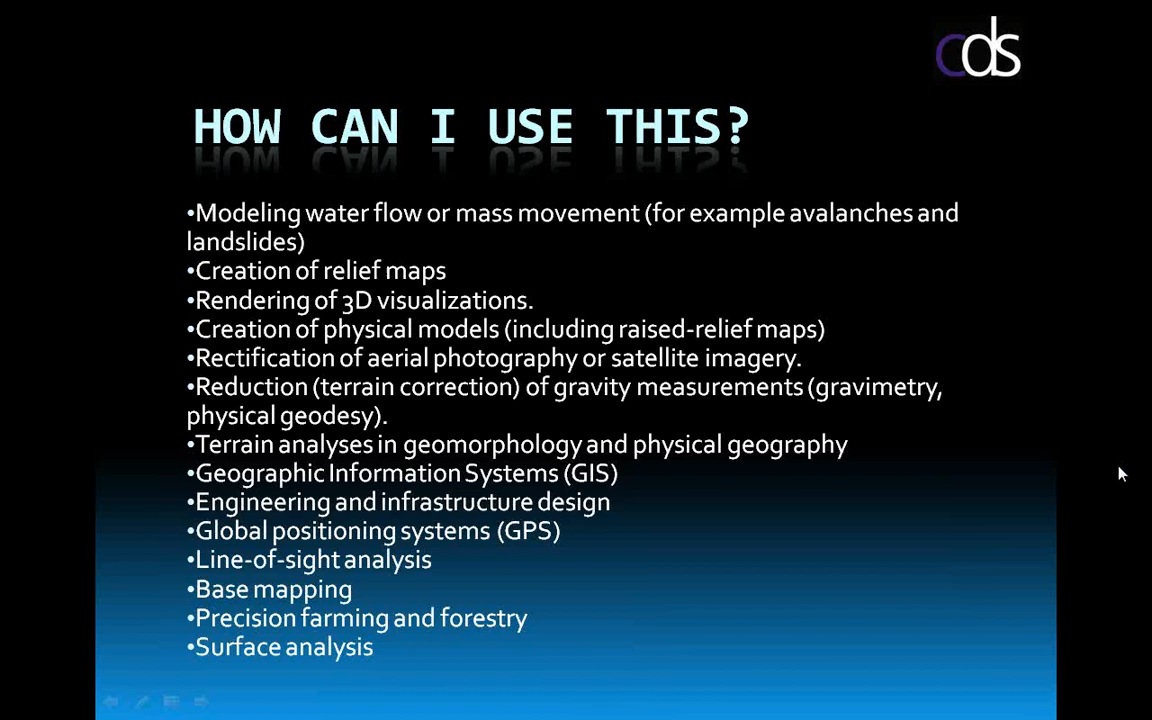 cds
HOW CAN I USE THIS?
•Modeling water flow or mass movement (for example avalanches and
landslides)
•Creation of relief maps
•Rendering of 3D visualizations.
•Creation of physical models (including raised-relief maps)
•Rectification of aerial photography or satellite imagery.
•Reduction (terrain correction) of gravity measurements (gravimetry,
physical geodesy).
•Terrain analyses in geomorphology and physical geography
•Geographic Information Systems (GIS)
•Engineering and infrastructure design
•Global positioning systems (GPS)
•Line-of-sight analysis
•Base mapping
•Precision farming and forestry
•Surface analysis